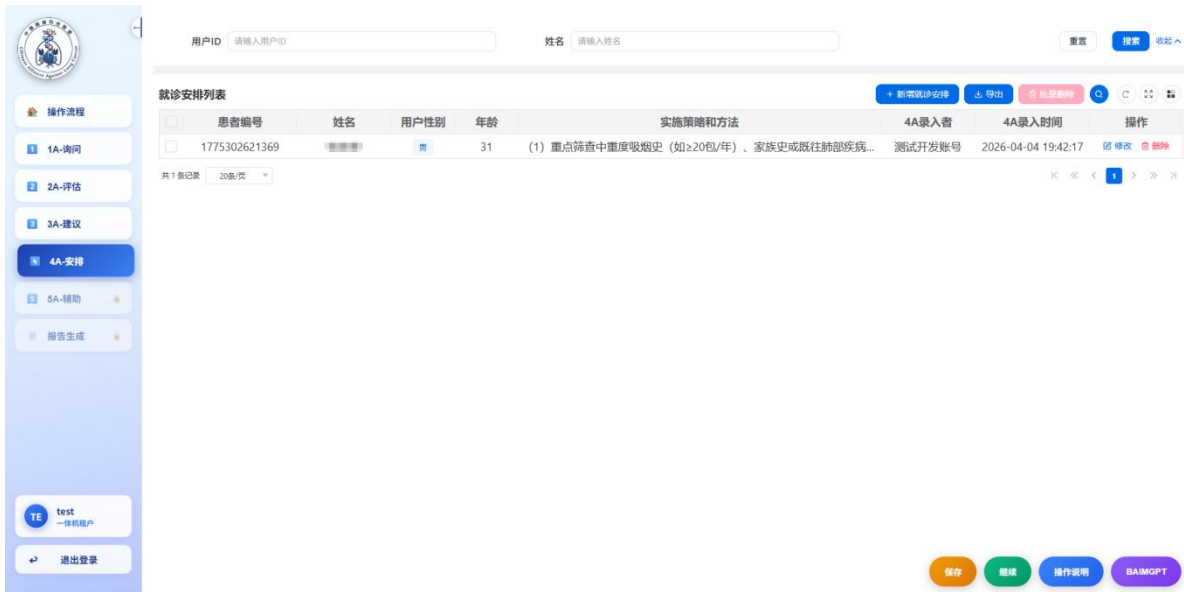 用户ID 请输入用户ID 姓名 请输入姓名 重置 搜索 收起
就诊安排列表 + 新增就诊安排 导出 批量删除
患者编号 姓名 用户性别 年龄 实施策略和方法 4A录入者 4A录入时间 操作
1775302621369 男 31 (1) 重点筛查中重度吸烟史（如≥20包/年）、家族史或既往肺部疾病... 测试开发账号 2026-04-04 19:42:17 修改 删除
共 1 条记录 20条/页 1
操作流程
1 1A-询问
2 2A-评估
3 3A-建议
4 4A-安排
5 5A-辅助
报告生成
TE test
一体机租户
退出登录
保存 继续 操作说明 BAIMGPT